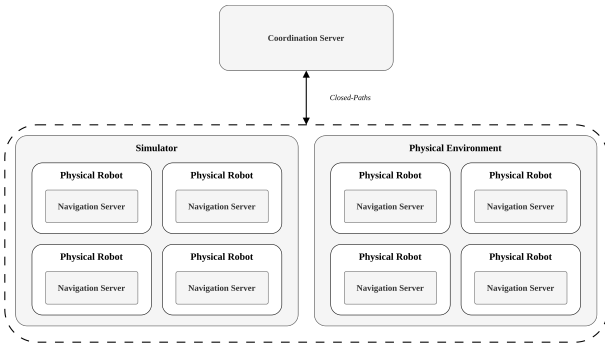 Coordination Server
Closed-Paths
Simulator
Physical Robot
Navigation Server
Physical Robot
Navigation Server
Physical Robot
Navigation Server
Physical Robot
Navigation Server
Physical Environment
Physical Robot
Navigation Server
Physical Robot
Navigation Server
Physical Robot
Navigation Server
Physical Robot
Navigation Server